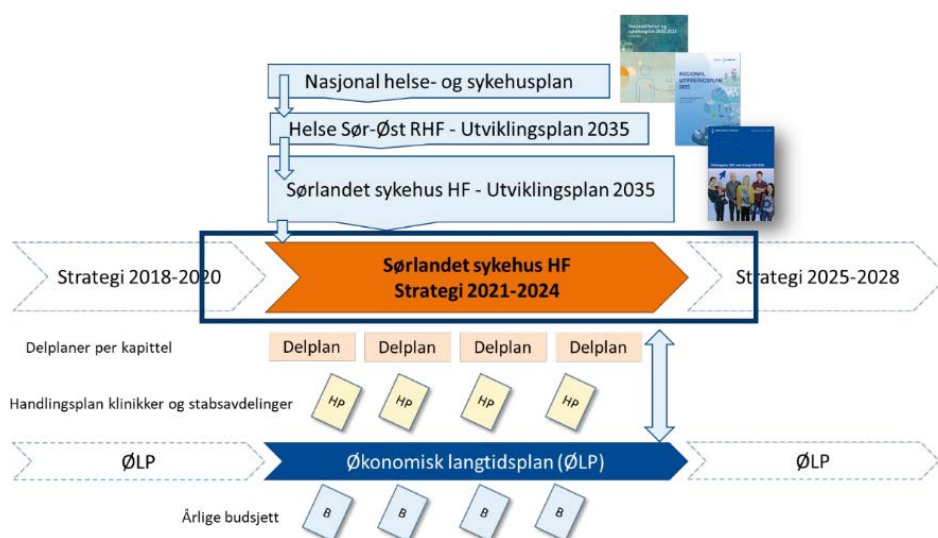 Nasjonal helse- og sykehusplan
Helse Sør-Øst RHF - Utviklingsplan 2035
Sørlandet sykehus HF - Utviklingsplan 2035
REGIONAL
UTVIKLINGSPLAN
2035
Strategi 2018-2020
Sørlandet sykehus HF
Strategi 2021-2024
Strategi 2025-2028
Delplaner per kapittel
Delplan
Delplan
Delplan
Delplan
Handlingsplan klinikker og stabsavdelinger
HP
HP
HP
HP
ØLP
Økonomisk langtidsplan (ØLP)
ØLP
Årlige budsjett
B
B
B
B